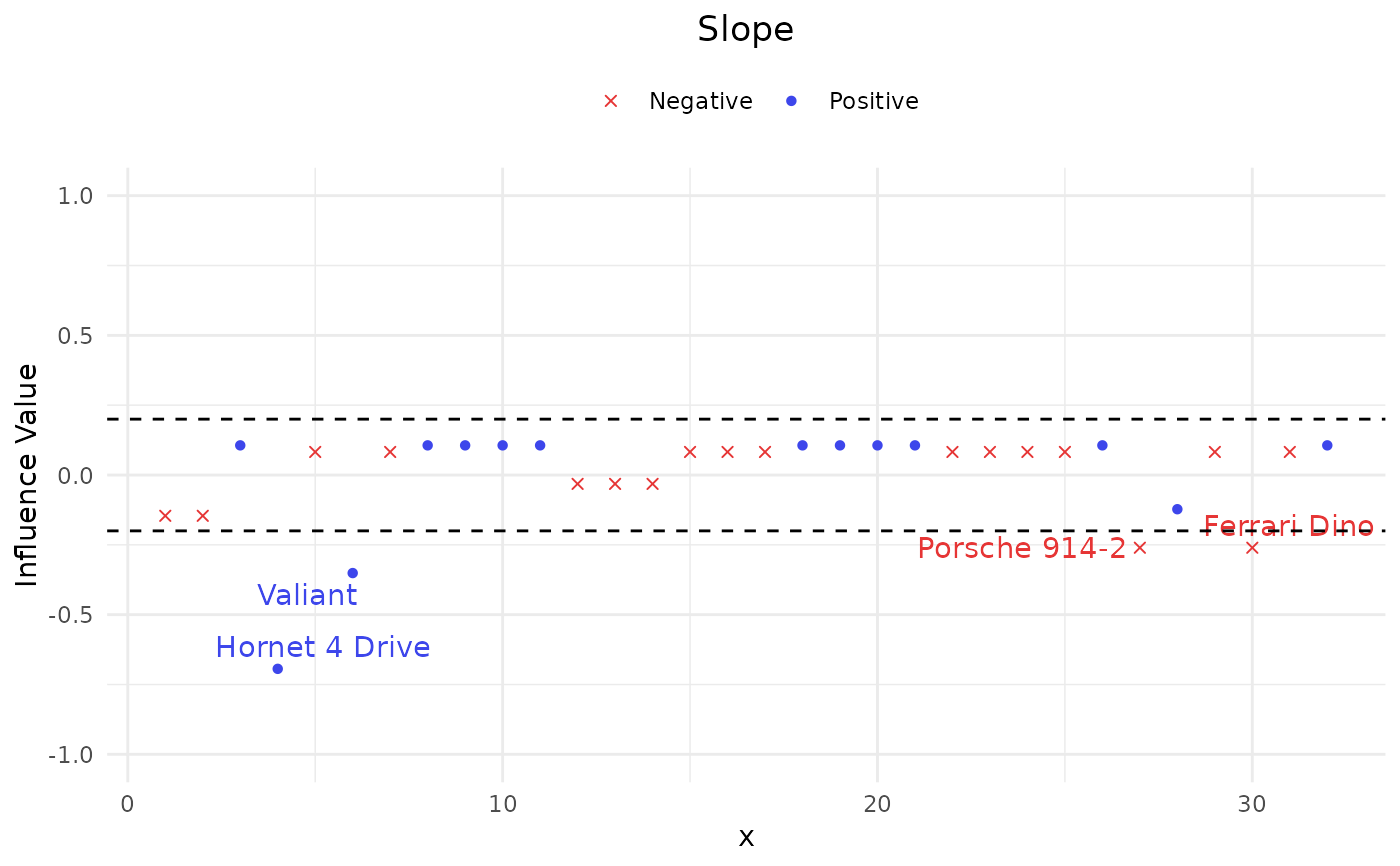 Slope
Negative Positive
1.0
0.5
0.0
-0.5
-1.0
Influence Value
Ferrari Dino
Porsche 914-2
Valiant
Hornet 4 Drive
0 10 20 30
x